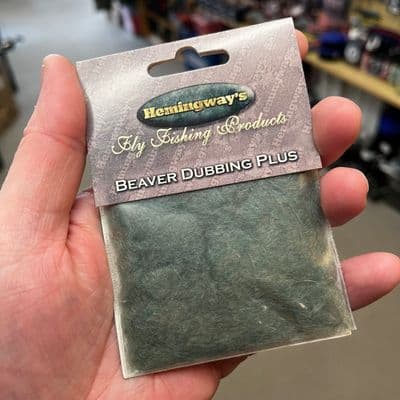 Hemingway's
Fly Fishing Products
BEAVER DUBBING PLUS